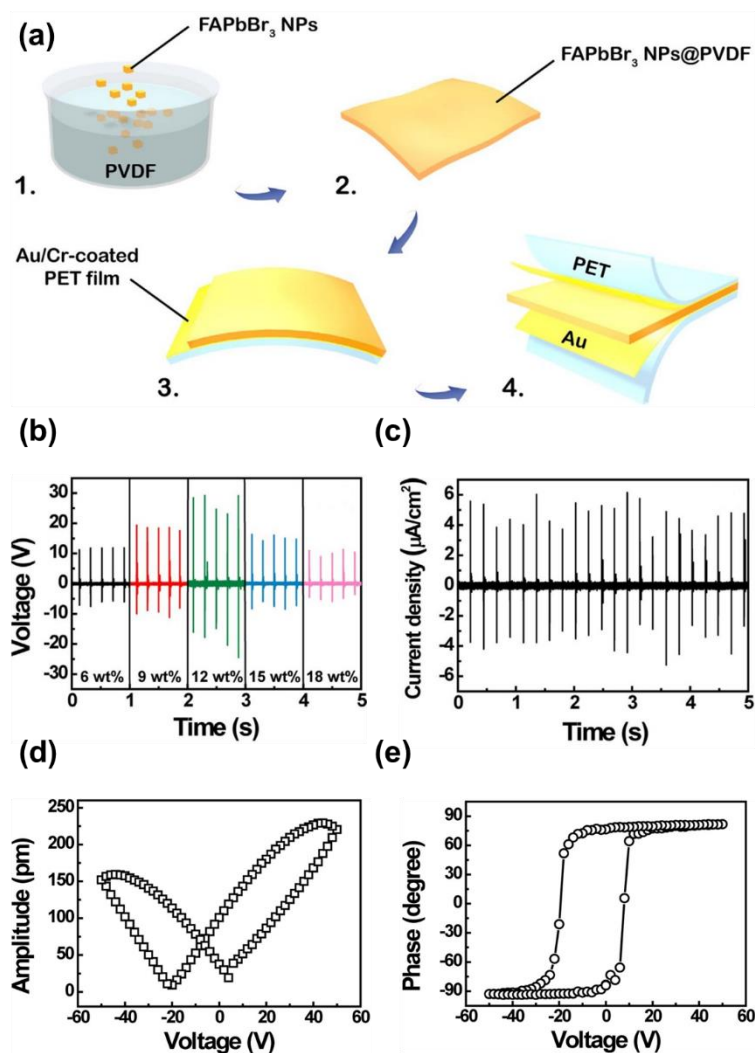 (a)
FAPbBr3 NPs
FAPbBr3 NPs@PVDF
PVDF
1.
2.
Au/Cr-coated
PET film
PET
Au
3.
4.
(b)
(c)
Voltage (V)
30
20
10
0
-10
-20
-30
6 wt%
9 wt%
12 wt%
15 wt%
18 wt%
0 1 2 3 4 5
Time (s)
Current density (μA/cm2)
6
4
2
0
-2
-4
-6
0 1 2 3 4 5
Time (s)
(d)
(e)
Amplitude (pm)
250
225
200
150
100
50
0
-60 -40 -20 0 20 40 60
Voltage (V)
Phase (degree)
90
60
30
0
-30
-60
-90
-60 -40 -20 0 20 40 60
Voltage (V)